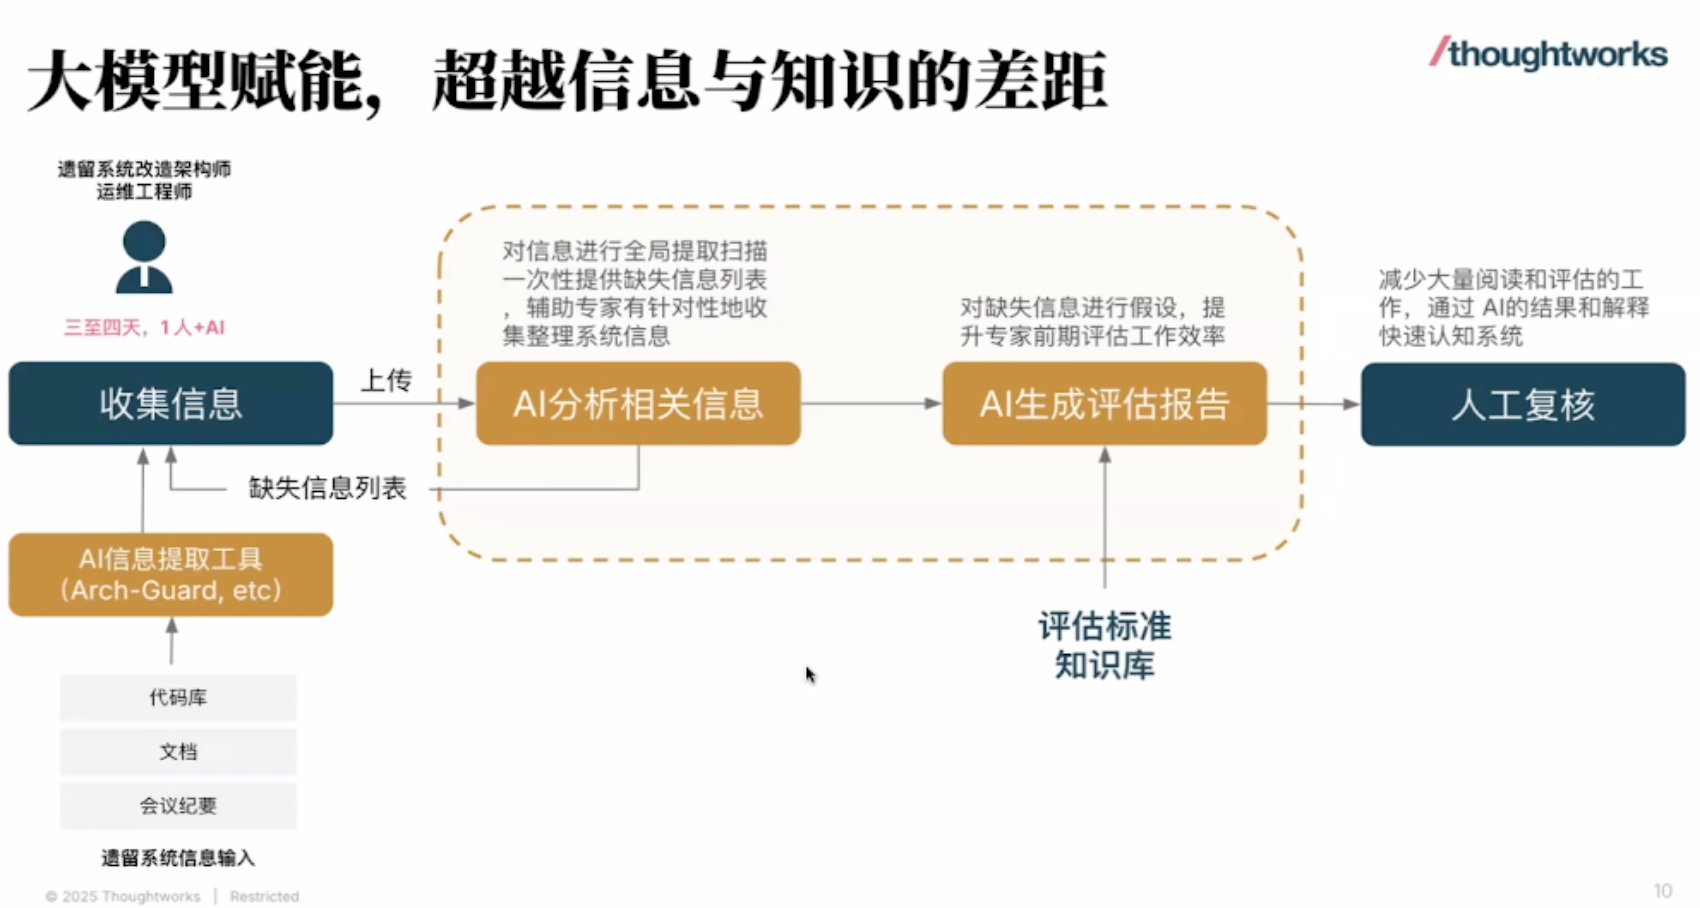 大模型赋能，超越信息与知识的差距
/thoughtworks
遗留系统改造架构师
运维工程师
三至四天，1人+AI
收集信息
上传
对信息进行全局提取扫描
一次性提供缺失信息列表
，辅助专家有针对性地收
集整理系统信息
AI分析相关信息
对缺失信息进行假设，提
升专家前期评估工作效率
AI生成评估报告
减少大量阅读和评估的工
作，通过 AI的结果和解释
快速认知系统
人工复核
缺失信息列表
AI信息提取工具
（Arch-Guard, etc）
评估标准
知识库
代码库
文档
会议纪要
遗留系统信息输入
© 2025 Thoughtworks | Restricted
10